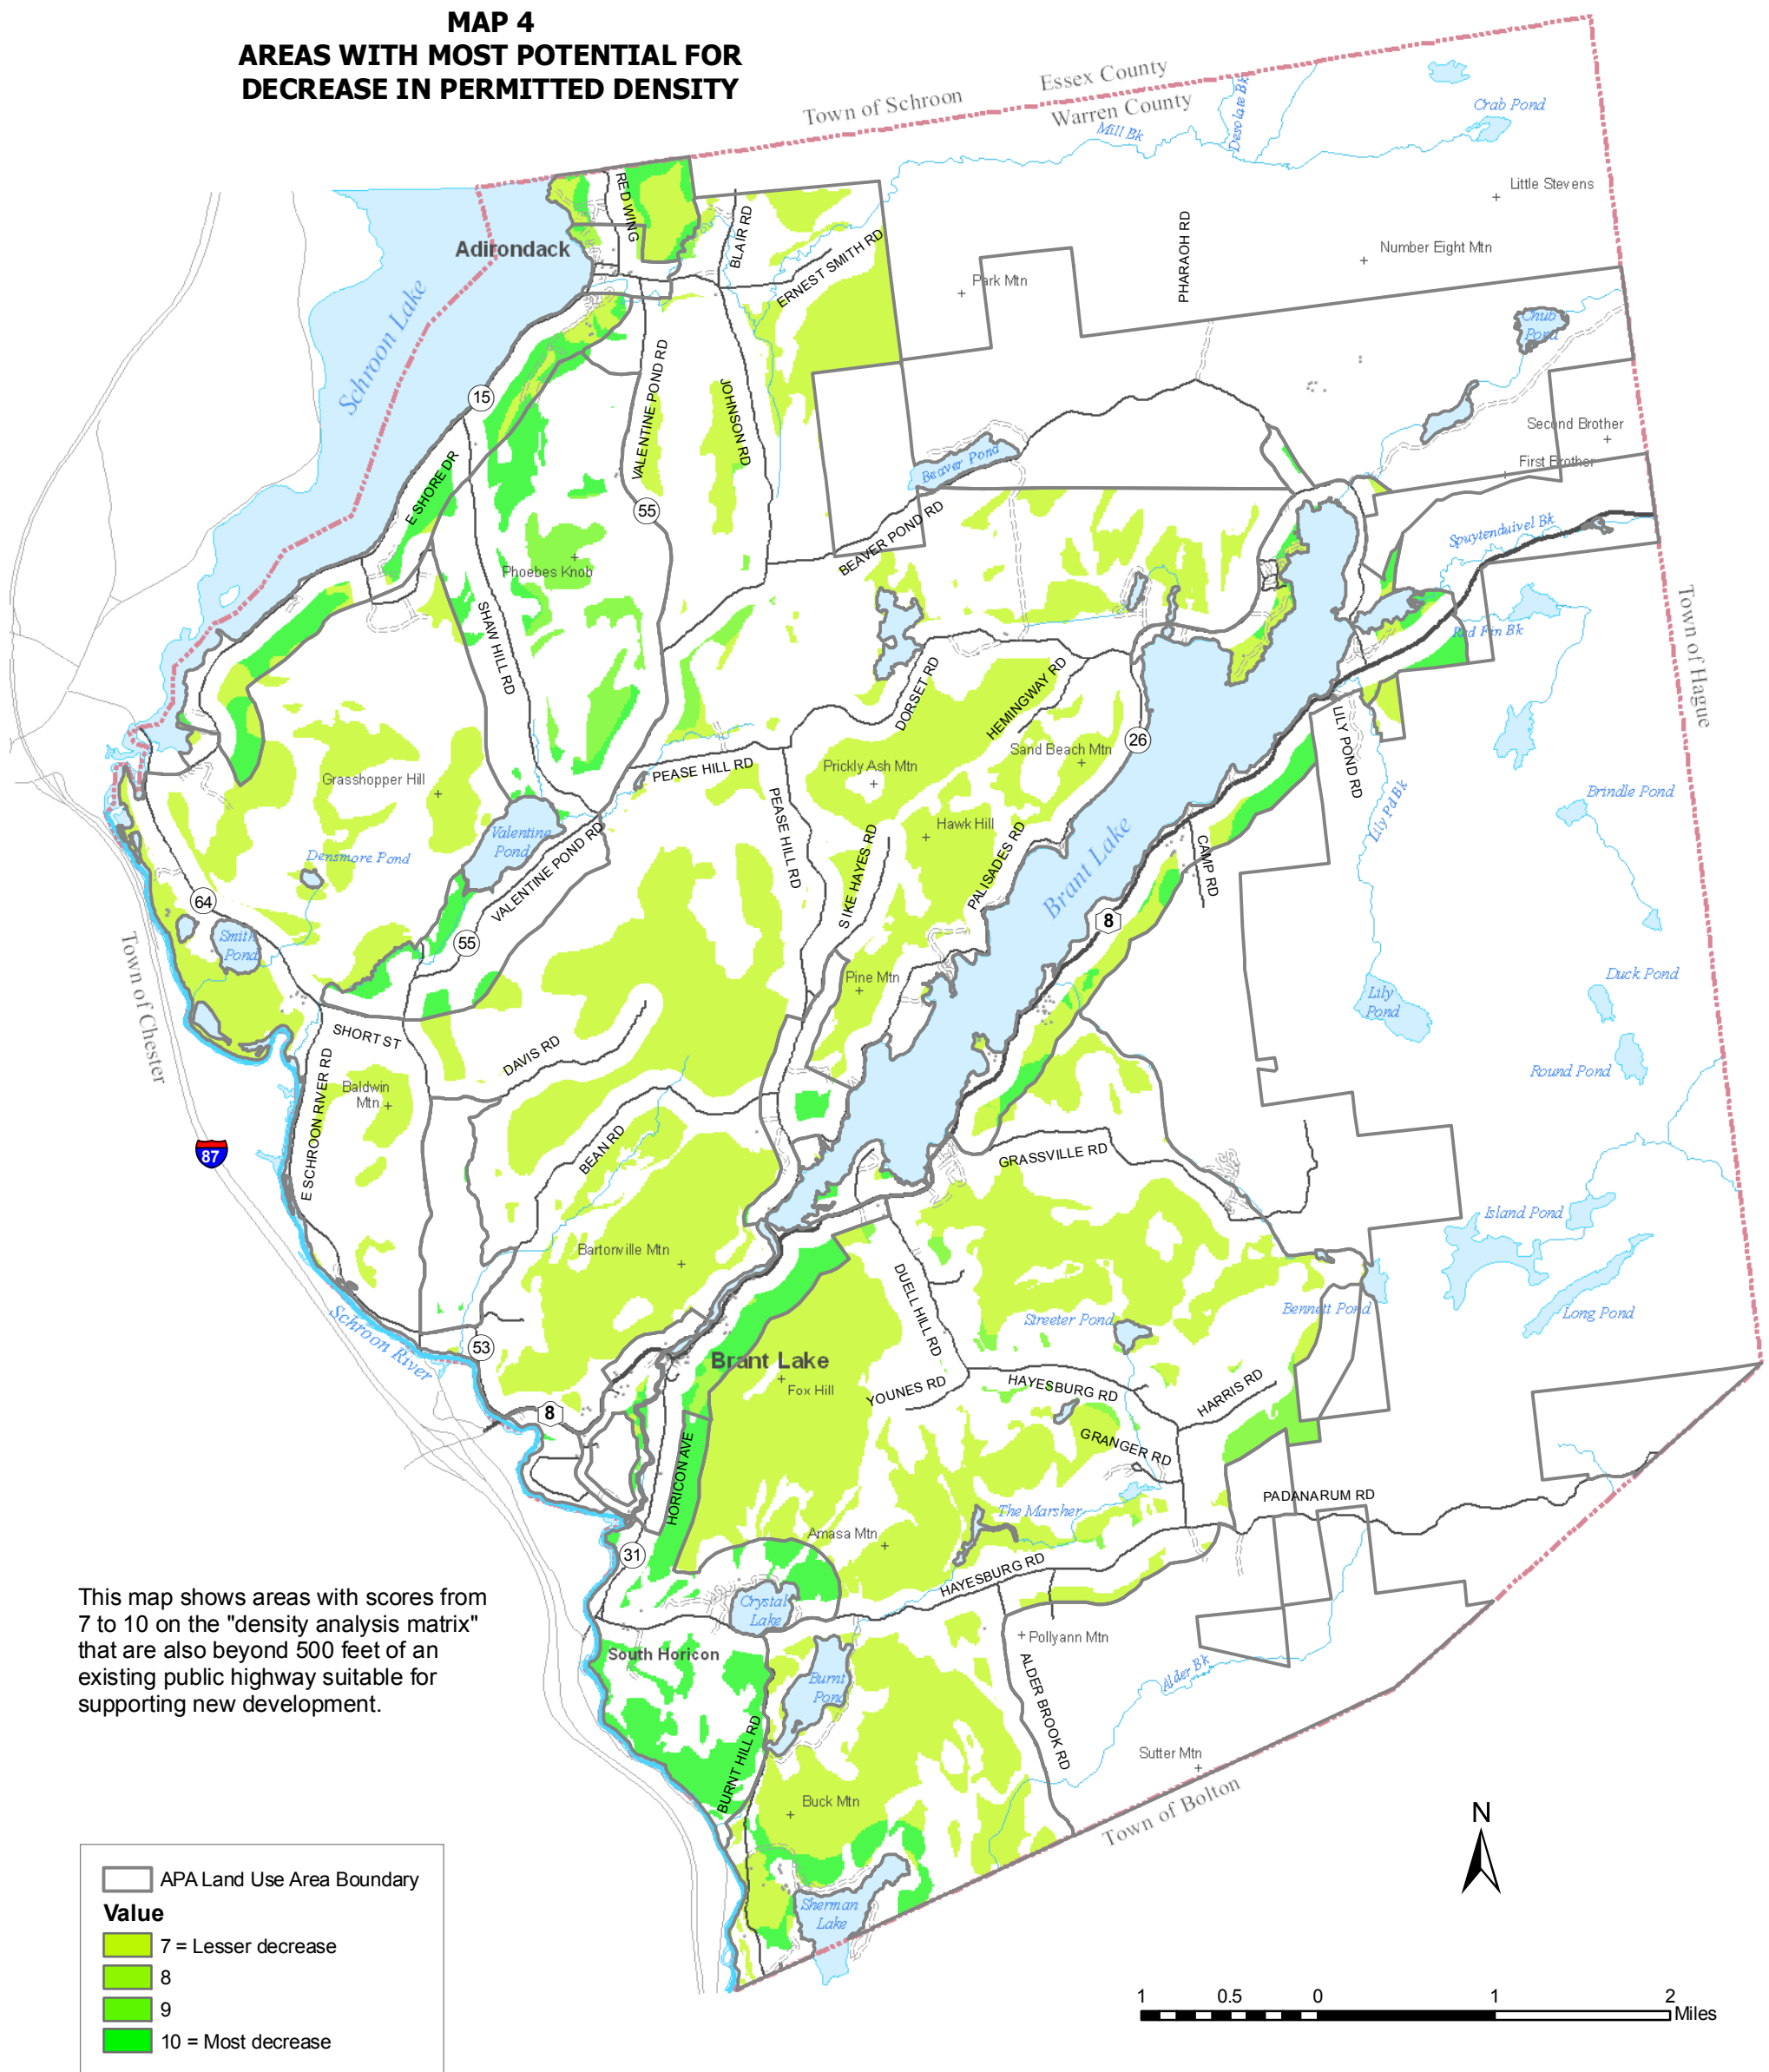 MAP 4
AREAS WITH MOST POTENTIAL FOR
DECREASE IN PERMITTED DENSITY
Town of Schroon
Essex County
Warren County
Mill Bk
Desolate Bk
Crab Pond
Little Stevens
Number Eight Mtn
PHARAOH RD
Park Mtn
RED WING
BLAIR RD
ERNEST SMITH RD
Adirondack
Schroon Lake
Chub
Pond
15
VALENTINE POND RD
JOHNSON RD
Second Brother
First Brother
Beaver Pond
E SHORE DR
55
BEAVER POND RD
Spuytenduivel Bk
Phoebes Knob
SHAW HILL RD
Red Fin Bk
Town of Hague
DORSET RD
HEMINGWAY RD
Sand Beach Mtn
26
LILY POND RD
Grasshopper Hill
PEASE HILL RD
Prickly Ash Mtn
PEASE HILL RD
Brindle Pond
Lily Pd Bk
Valentine
Pond
Hawk Hill
Densmore Pond
VALENTINE POND RD
S IKE HAYES RD
PALISADES RD
Brant Lake
CAMP RD
64
8
Smith
Pond
55
Town of Chester
Pine Mtn
Duck Pond
Lily
Pond
SHORT ST
DAVIS RD
Round Pond
E SCHROON RIVER RD
Baldwin
Mtn
87
BEAN RD
GRASSVILLE RD
Island Pond
Bartonville Mtn
DUELL HILL RD
Bennett Pond
Long Pond
Streeter Pond
Schroon River
53
Brant Lake
Fox Hill
YOUNES RD
HAYESBURG RD
HARRIS RD
8
HORICON AVE
GRANGER RD
PADANARUM RD
The Marsher
Amasa Mtn
31
HAYESBURG RD
This map shows areas with scores from
7 to 10 on the "density analysis matrix"
that are also beyond 500 feet of an
existing public highway suitable for
supporting new development.
Crystal
Lake
South Horicon
Pollyann Mtn
Burnt
Pond
ALDER BROOK RD
Alder Bk
BURNT HILL RD
Sutter Mtn
Buck Mtn
Town of Bolton
N
Sherman
Lake
APA Land Use Area Boundary
Value
7 = Lesser decrease
8
9
10 = Most decrease
1 0.5 0 1 2
Miles